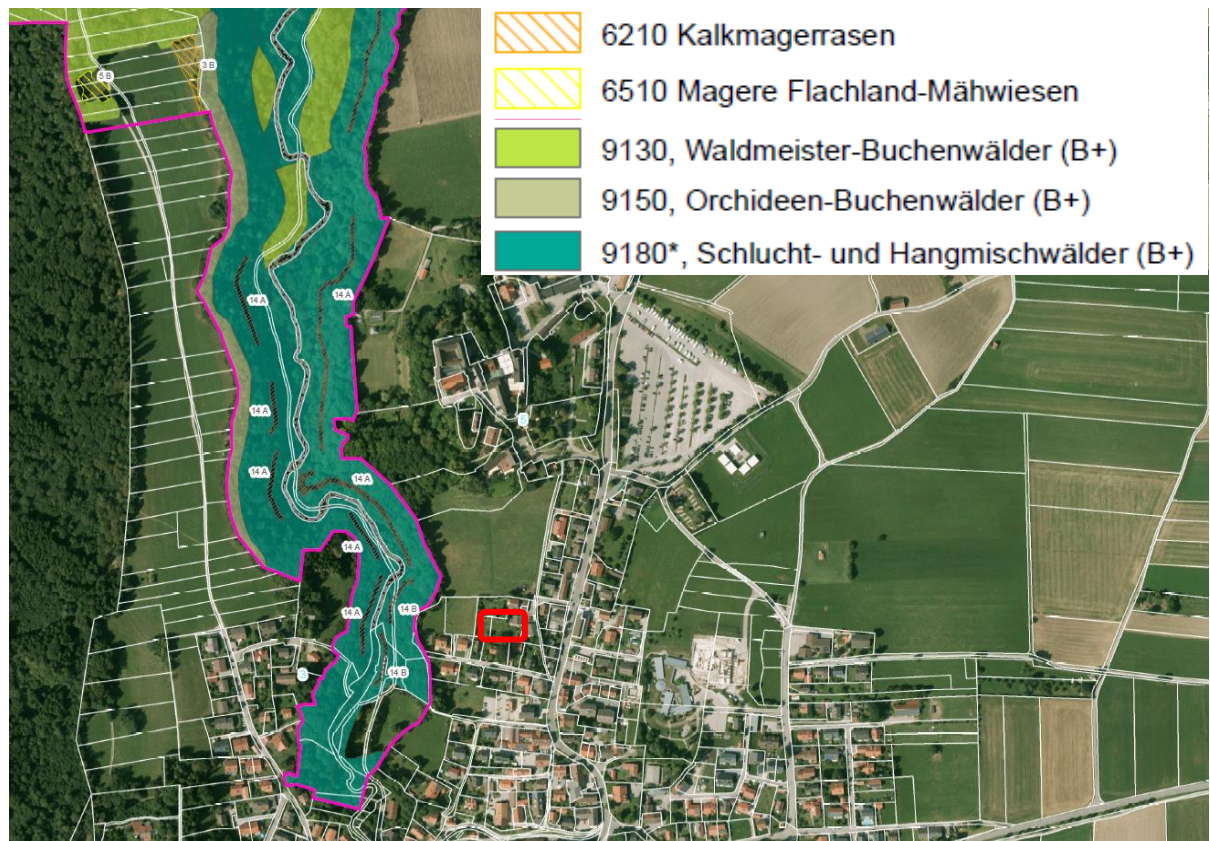 6210 Kalkmagerrasen
6510 Magere Flachland-Mähwiesen
9130, Waldmeister-Buchenwälder (B+)
9150, Orchideen-Buchenwälder (B+)
9180*, Schlucht- und Hangmischwälder (B+)
3 B
5 B
14 A
14 A
14 A
14 A
14 A
14 A
14 A
14 B
14 B
3